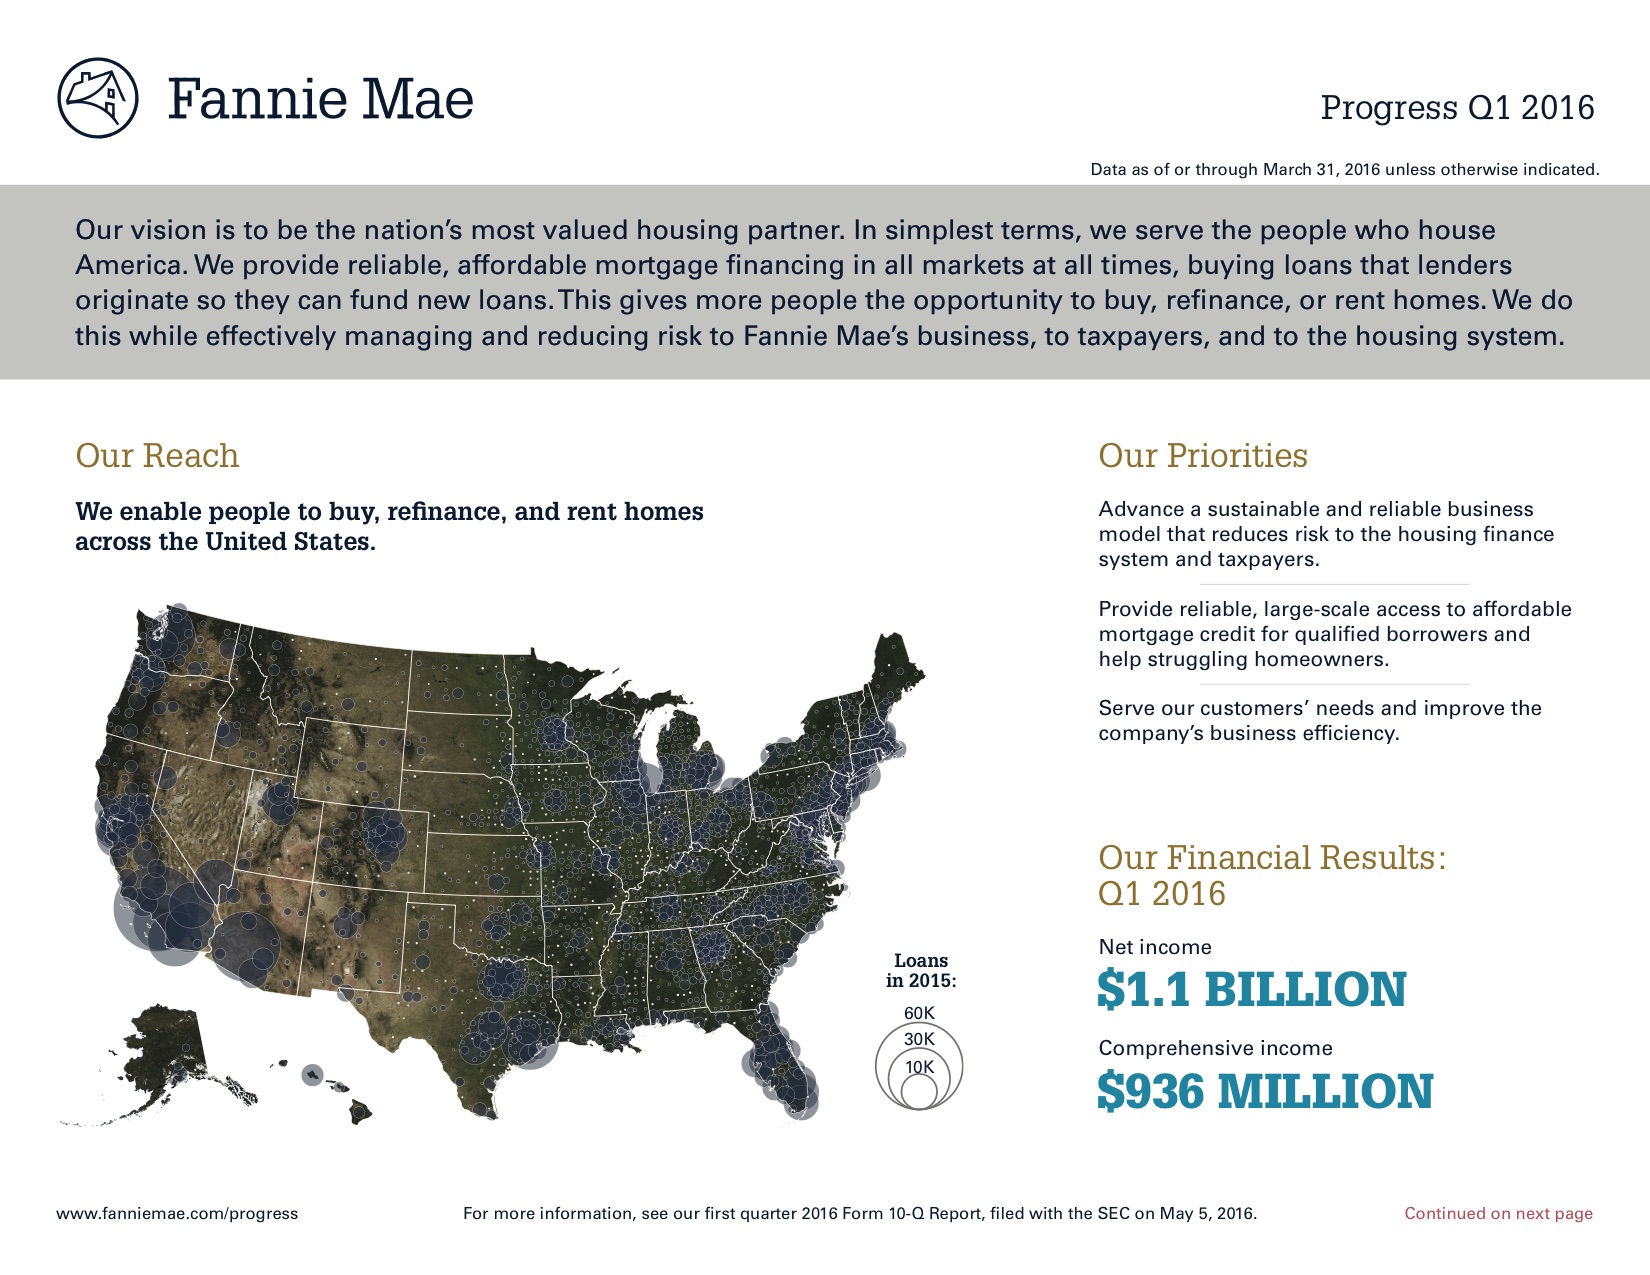 Fannie Mae
Progress Q1 2016
Data as of or through March 31, 2016 unless otherwise indicated.
Our vision is to be the nation’s most valued housing partner. In simplest terms, we serve the people who house
America. We provide reliable, affordable mortgage financing in all markets at all times, buying loans that lenders
originate so they can fund new loans. This gives more people the opportunity to buy, refinance, or rent homes. We do
this while effectively managing and reducing risk to Fannie Mae’s business, to taxpayers, and to the housing system.
Our Reach
We enable people to buy, refinance, and rent homes
across the United States.
Loans
in 2015:
60K
30K
10K
Our Priorities
Advance a sustainable and reliable business
model that reduces risk to the housing finance
system and taxpayers.
Provide reliable, large-scale access to affordable
mortgage credit for qualified borrowers and
help struggling homeowners.
Serve our customers’ needs and improve the
company’s business efficiency.
Our Financial Results:
Q1 2016
Net income
$1.1 BILLION
Comprehensive income
$936 MILLION
www.fanniemae.com/progress
For more information, see our first quarter 2016 Form 10-Q Report, filed with the SEC on May 5, 2016.
Continued on next page